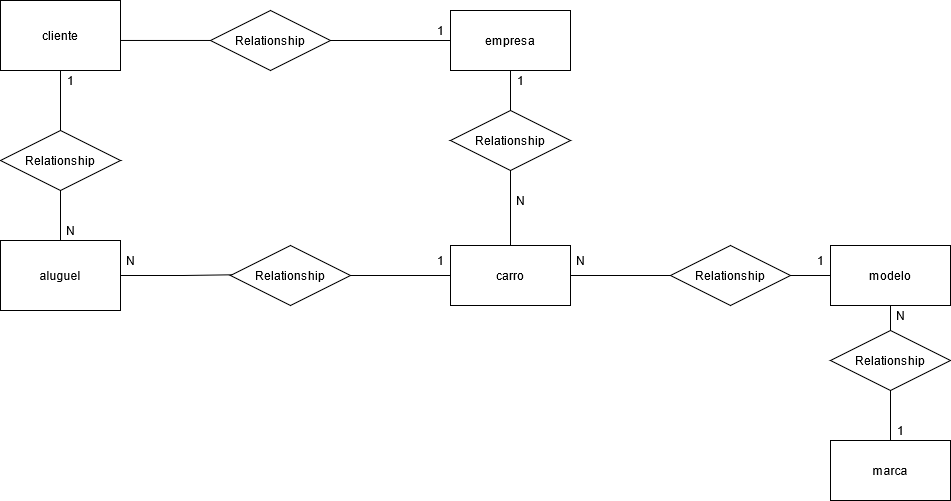 cliente
Relationship
1
empresa
1
1
Relationship
Relationship
N
N
aluguel
N
Relationship
1
carro
N
Relationship
1
modelo
N
Relationship
1
marca